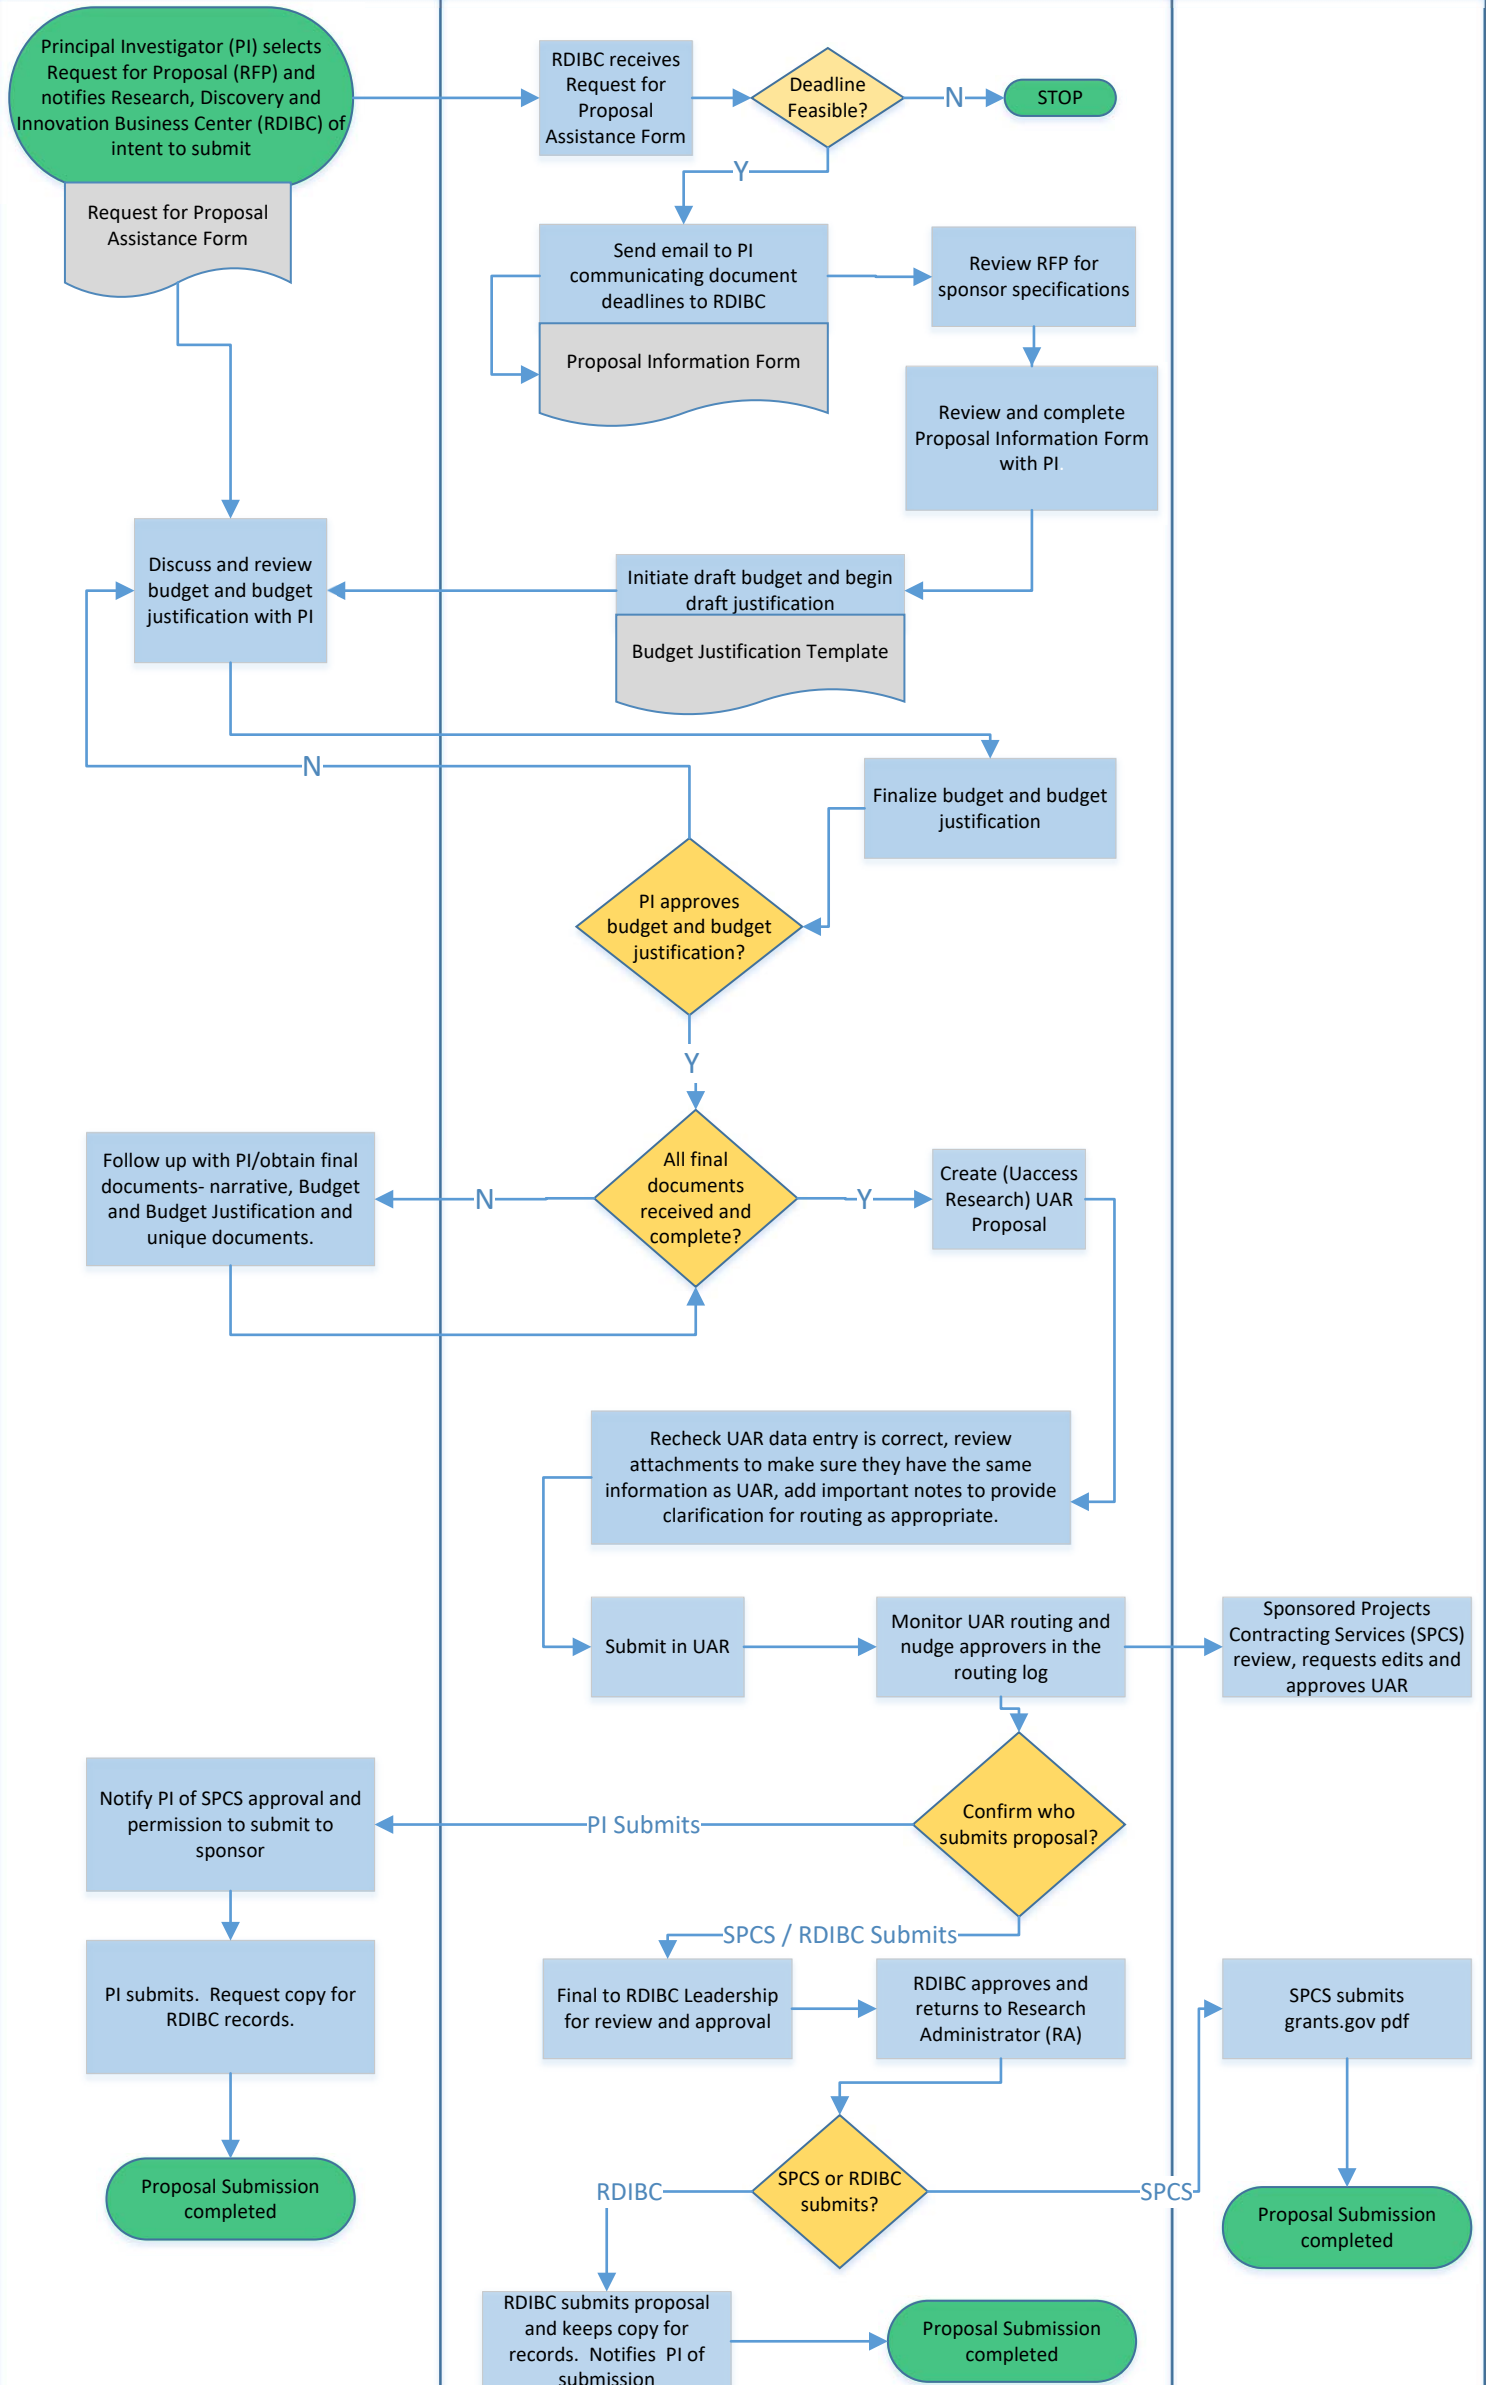 Principal Investigator (PI) selects
Request for Proposal (RFP) and
notifies Research, Discovery and
Innovation Business Center (RDIBC) of
intent to submit
Request for Proposal
Assistance Form
RDIBC receives
Request for
Proposal
Assistance Form
Deadline
Feasible?
N
STOP
Y
Send email to PI
communicating document
deadlines to RDIBC
Proposal Information Form
Review RFP for
sponsor specifications
Review and complete
Proposal Information Form
with PI
Initiate draft budget and begin
draft justification
Budget Justification Template
Discuss and review
budget and budget
justification with PI
N
Finalize budget and budget
justification
PI approves
budget and budget
justification?
Y
All final
documents
received and
complete?
N
Follow up with PI/obtain final
documents- narrative, Budget
and Budget Justification and
unique documents.
Y
Create (Uaccess
Research) UAR
Proposal
Recheck UAR data entry is correct, review
attachments to make sure they have the same
information as UAR, add important notes to provide
clarification for routing as appropriate.
Submit in UAR
Monitor UAR routing and
nudge approvers in the
routing log
Sponsored Projects
Contracting Services (SPCS)
review, requests edits and
approves UAR
Confirm who
submits proposal?
PI Submits
Notify PI of SPCS approval and
permission to submit to
sponsor
PI submits.  Request copy for
RDIBC records.
Proposal Submission
completed
SPCS / RDIBC Submits
Final to RDIBC Leadership
for review and approval
RDIBC approves and
returns to Research
Administrator (RA)
SPCS or RDIBC
submits?
SPCS
SPCS submits
grants.gov pdf
Proposal Submission
completed
RDIBC
RDIBC submits proposal
and keeps copy for
records.  Notifies  PI of
submission
Proposal Submission
completed